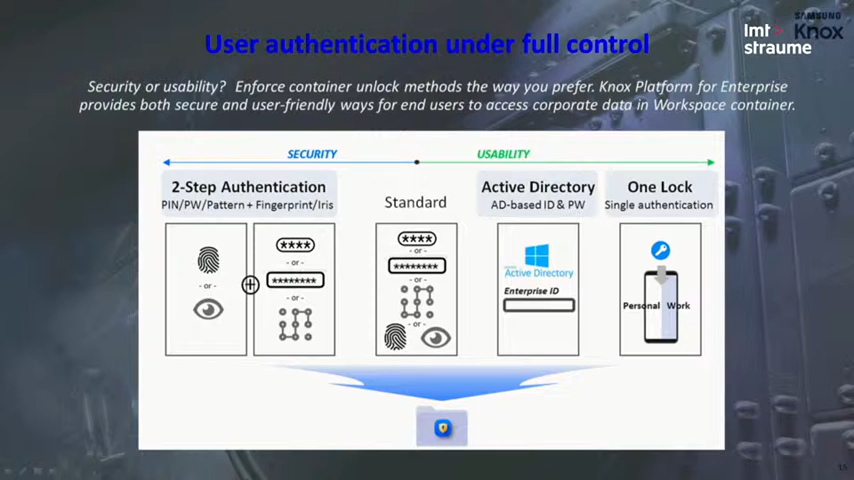 SAMSUNG
Knox
lmt
straume
User authentication under full control
Security or usability? Enforce container unlock methods the way you prefer. Knox Platform for Enterprise
provides both secure and user-friendly ways for end users to access corporate data in Workspace container.
SECURITY
USABILITY
2-Step Authentication
PIN/PW/Pattern + Fingerprint/Iris
Standard
Active Directory
AD-based ID & PW
One Lock
Single authentication
- or -
****
- or -
********
- or -
****
- or -
********
- or -
- or -
Active Directory
Enterprise ID
Personal Work
15